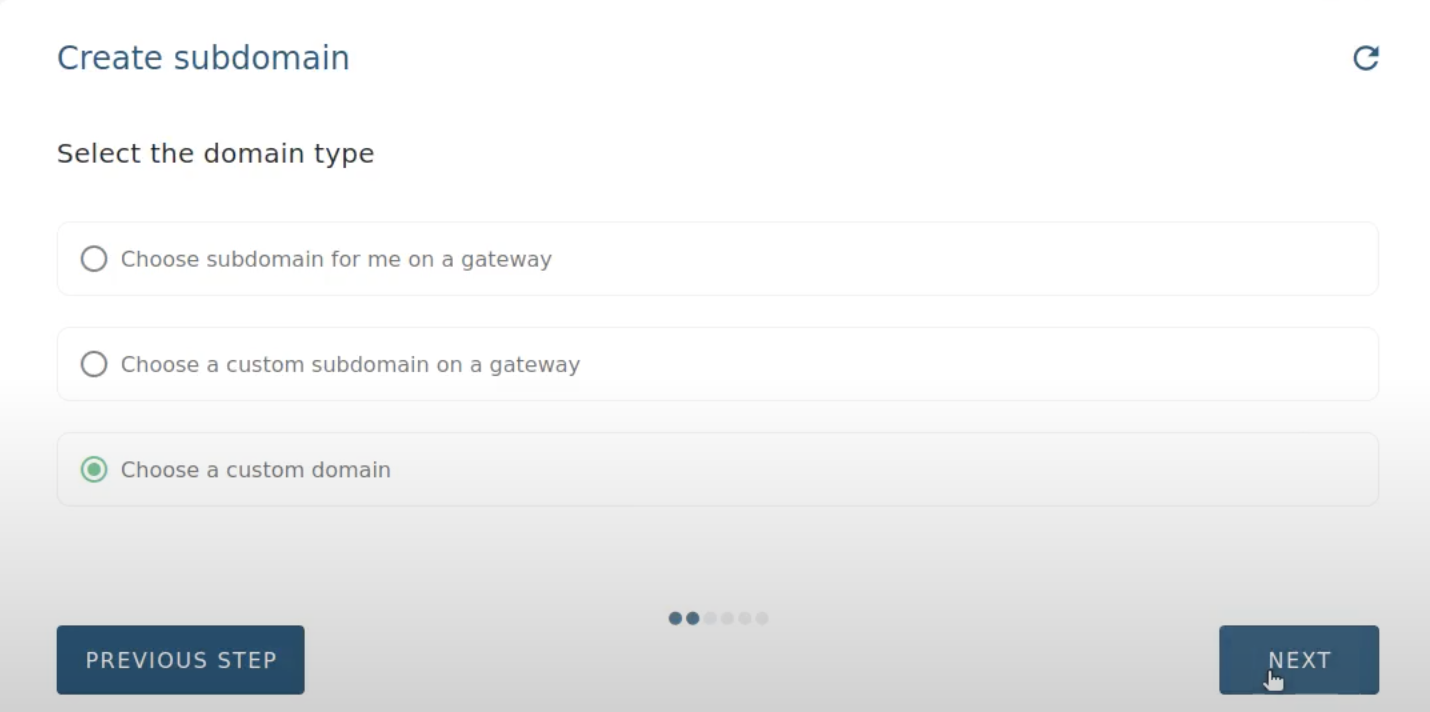 Create subdomain
Select the domain type
Choose subdomain for me on a gateway
Choose a custom subdomain on a gateway
Choose a custom domain
PREVIOUS STEP
NEXT